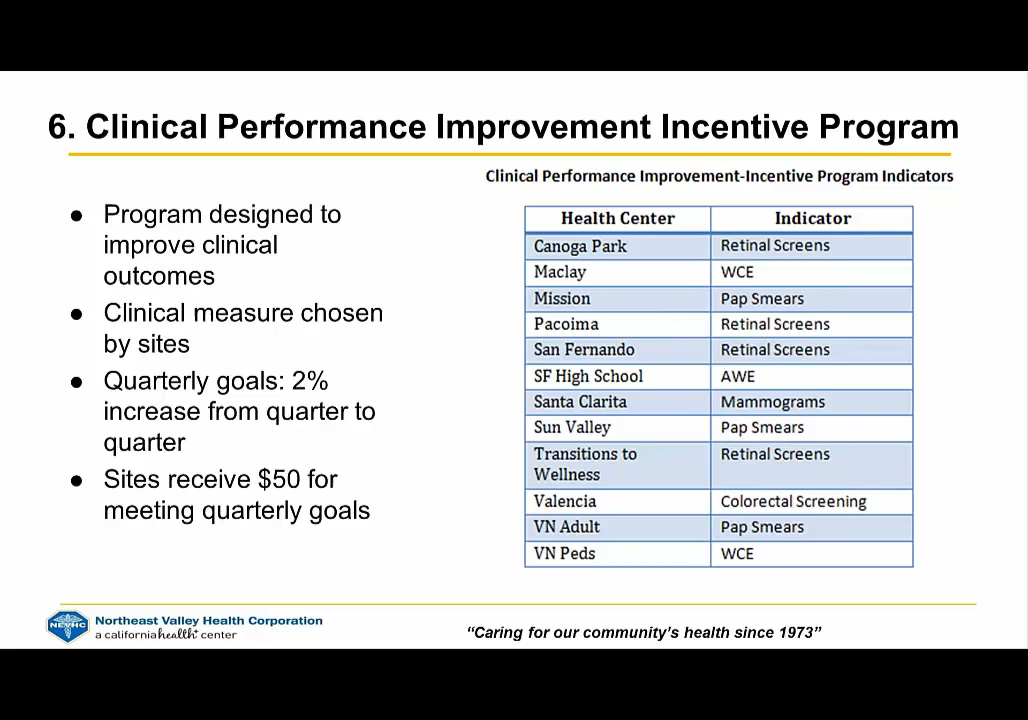 6. Clinical Performance Improvement Incentive Program
● Program designed to
improve clinical
outcomes
● Clinical measure chosen
by sites
● Quarterly goals: 2%
increase from quarter to
quarter
● Sites receive $50 for
meeting quarterly goals
Clinical Performance Improvement-Incentive Program Indicators
Health Center Indicator
Canoga Park Retinal Screens
Maclay WCE
Mission Pap Smears
Pacoima Retinal Screens
San Fernando Retinal Screens
SF High School AWE
Santa Clarita Mammograms
Sun Valley Pap Smears
Transitions to Retinal Screens
Wellness
Valencia Colorectal Screening
VN Adult Pap Smears
VN Peds WCE
NEVHC
Northeast Valley Health Corporation
a californiahealth+ center
“Caring for our community’s health since 1973”